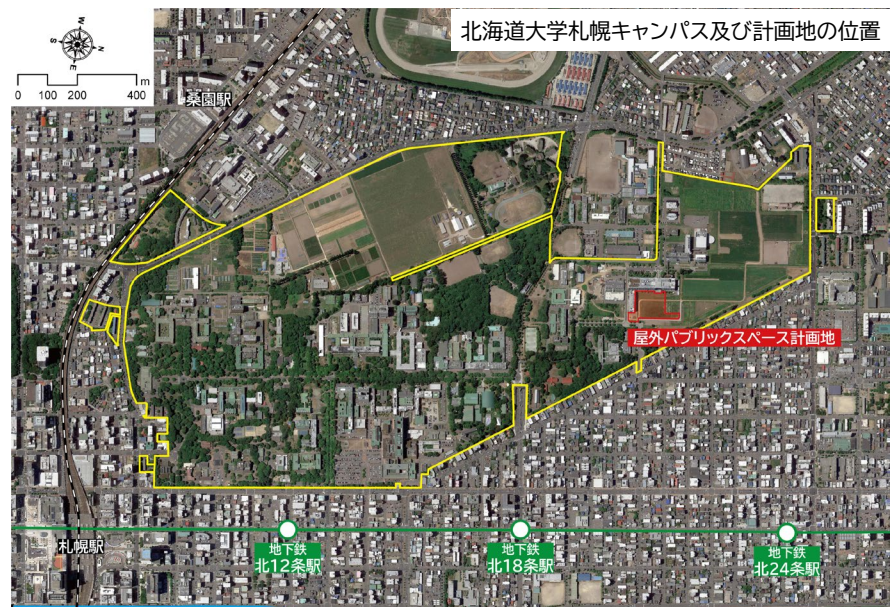 北海道大学札幌キャンパス及び計画地の位置
W
S
N
E
0 100 200 400 m
桑園駅
屋外パブリックスペース計画地
札幌駅
地下鉄
北12条駅
地下鉄
北18条駅
地下鉄
北24条駅